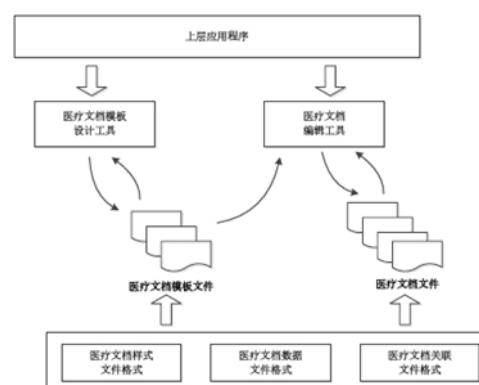 上层应用程序
医疗文档模板
设计工具
医疗文档
编辑工具
医疗文档模板文件
医疗文档文件
医疗文档样式
文件格式
医疗文档数据
文件格式
医疗文档关联
文件格式